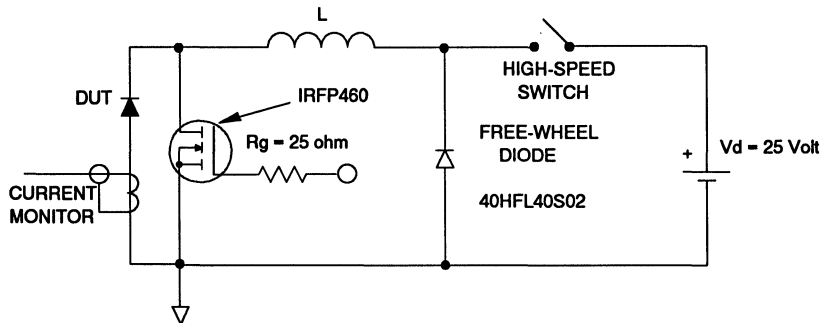 L
HIGH-SPEED
SWITCH
DUT
IRFP460
Rg = 25 ohm
FREE-WHEEL
DIODE
Vd = 25 Volt
+
CURRENT
MONITOR
40HFL40S02